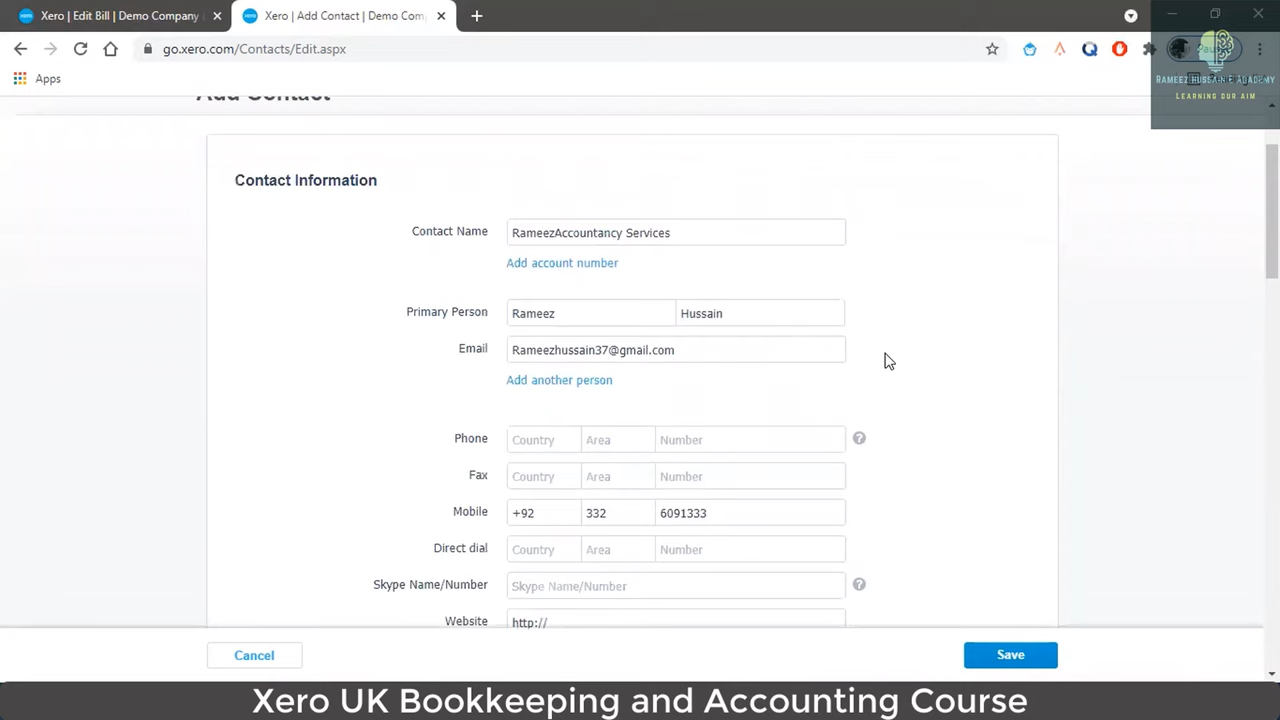 Xero | Edit Bill | Demo Company
Xero | Add Contact | Demo Com
go.xero.com/Contacts/Edit.aspx
Apps
RAMEEZ HUSSAIN E ACADEMY
LEARNING OUR AIM
Add Contact
Contact Information
Contact Name RameezAccountancy Services
Add account number
Primary Person Rameez Hussain
Email Rameezhussain37@gmail.com
Add another person
Phone Country Area Number
Fax Country Area Number
Mobile +92 332 6091333
Direct dial Country Area Number
Skype Name/Number Skype Name/Number
Website http://
Cancel Save
Xero UK Bookkeeping and Accounting Course